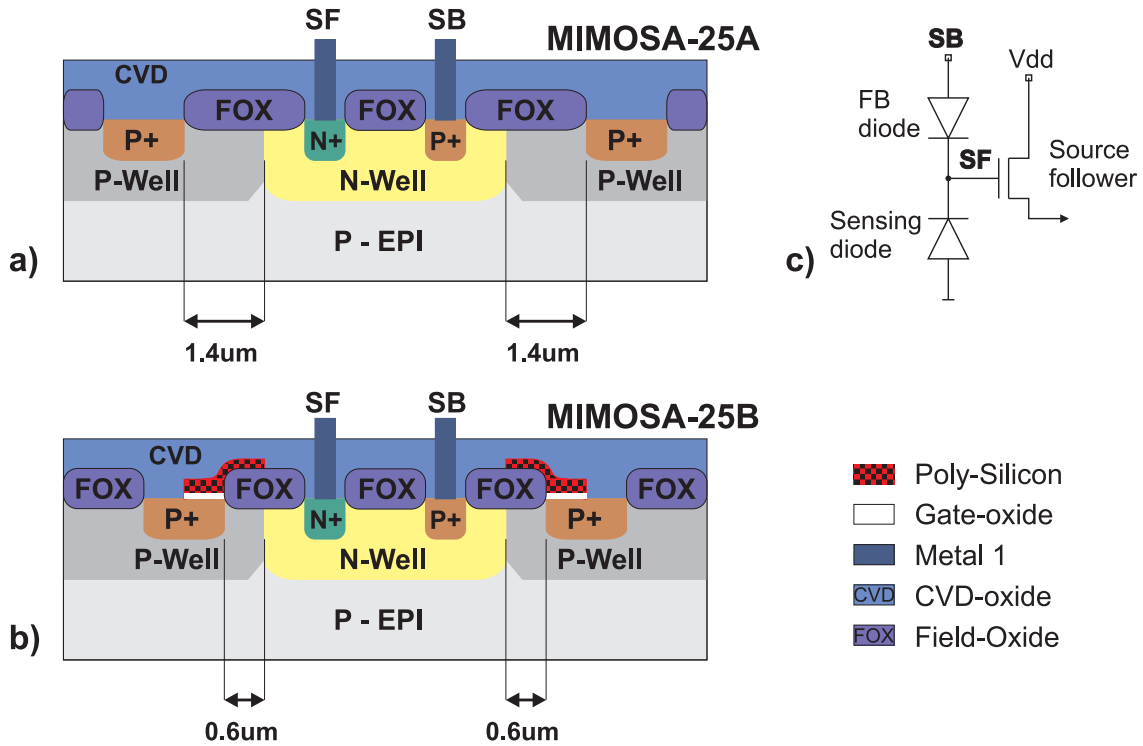 SF SB
MIMOSA-25A
CVD
FOX FOX FOX
P+ N+ P+ P+
P-Well N-Well P-Well
P - EPI
a)
1.4um 1.4um
SB
Vdd
FB
diode
SF
Source
follower
Sensing
diode
c)
SF SB
MIMOSA-25B
CVD
FOX FOX FOX FOX FOX
P+ N+ P+ P+
P-Well N-Well P-Well
P - EPI
b)
0.6um 0.6um
Poly-Silicon
Gate-oxide
Metal 1
CVD CVD-oxide
FOX Field-Oxide